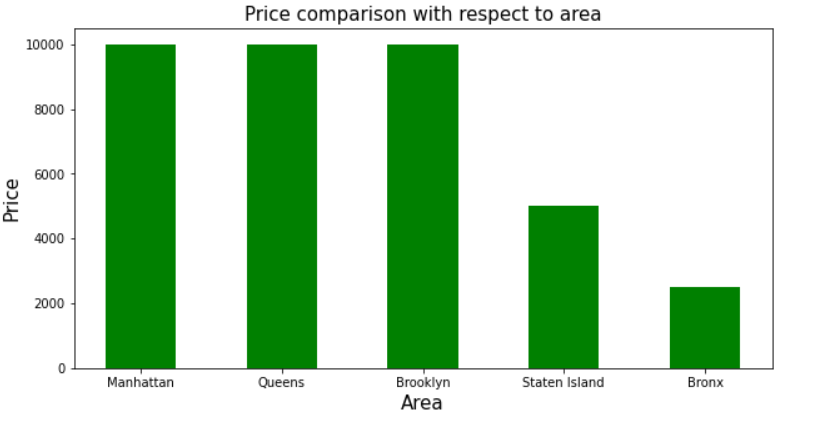 Price comparison with respect to area
Price
10000
8000
6000
4000
2000
0
Manhattan Queens Brooklyn Staten Island Bronx
Area